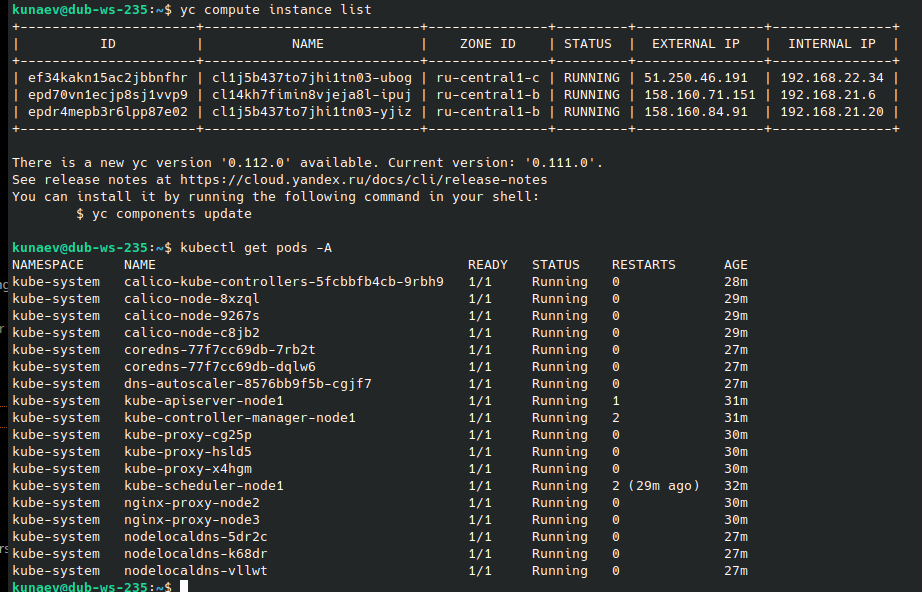 kunaev@dub-ws-235:~$ yc compute instance list
+----------------------+---------------------------+---------------+---------+----------------+---------------+
|          ID          |           NAME            |    ZONE ID    | STATUS  |  EXTERNAL IP   |  INTERNAL IP  |
+----------------------+---------------------------+---------------+---------+----------------+---------------+
| ef34kakn15ac2jbbnfhr | cl1j5b437to7jhi1tn03-ubog | ru-central1-c | RUNNING | 51.250.46.191  | 192.168.22.34 |
| epd70vn1ecjp8sj1vvp9 | cl14kh7fimin8vjeja8l-ipuj | ru-central1-b | RUNNING | 158.160.71.151 | 192.168.21.6  |
| epdr4mepb3r6lpp87e02 | cl1j5b437to7jhi1tn03-yjiz | ru-central1-b | RUNNING | 158.160.84.91  | 192.168.21.20 |
+----------------------+---------------------------+---------------+---------+----------------+---------------+
There is a new yc version '0.112.0' available. Current version: '0.111.0'.
See release notes at https://cloud.yandex.ru/docs/cli/release-notes
You can install it by running the following command in your shell:
        $ yc components update
kunaev@dub-ws-235:~$ kubectl get pods -A
NAMESPACE     NAME                                       READY   STATUS    RESTARTS      AGE
kube-system   calico-kube-controllers-5fcbbfb4cb-9rbh9   1/1     Running   0             28m
kube-system   calico-node-8xzql                          1/1     Running   0             29m
kube-system   calico-node-9267s                          1/1     Running   0             29m
kube-system   calico-node-c8jb2                          1/1     Running   0             29m
kube-system   coredns-77f7cc69db-7rb2t                   1/1     Running   0             27m
kube-system   coredns-77f7cc69db-dqlw6                   1/1     Running   0             27m
kube-system   dns-autoscaler-8576bb9f5b-cgjf7            1/1     Running   0             27m
kube-system   kube-apiserver-node1                       1/1     Running   1             31m
kube-system   kube-controller-manager-node1              1/1     Running   2             31m
kube-system   kube-proxy-cg25p                           1/1     Running   0             30m
kube-system   kube-proxy-hsld5                           1/1     Running   0             30m
kube-system   kube-proxy-x4hgm                           1/1     Running   0             30m
kube-system   kube-scheduler-node1                       1/1     Running   2 (29m ago)   32m
kube-system   nginx-proxy-node2                          1/1     Running   0             30m
kube-system   nginx-proxy-node3                          1/1     Running   0             30m
kube-system   nodelocaldns-5dr2c                         1/1     Running   0             27m
kube-system   nodelocaldns-k68dr                         1/1     Running   0             27m
kube-system   nodelocaldns-vllwt                         1/1     Running   0             27m
kunaev@dub-ws-235:~$